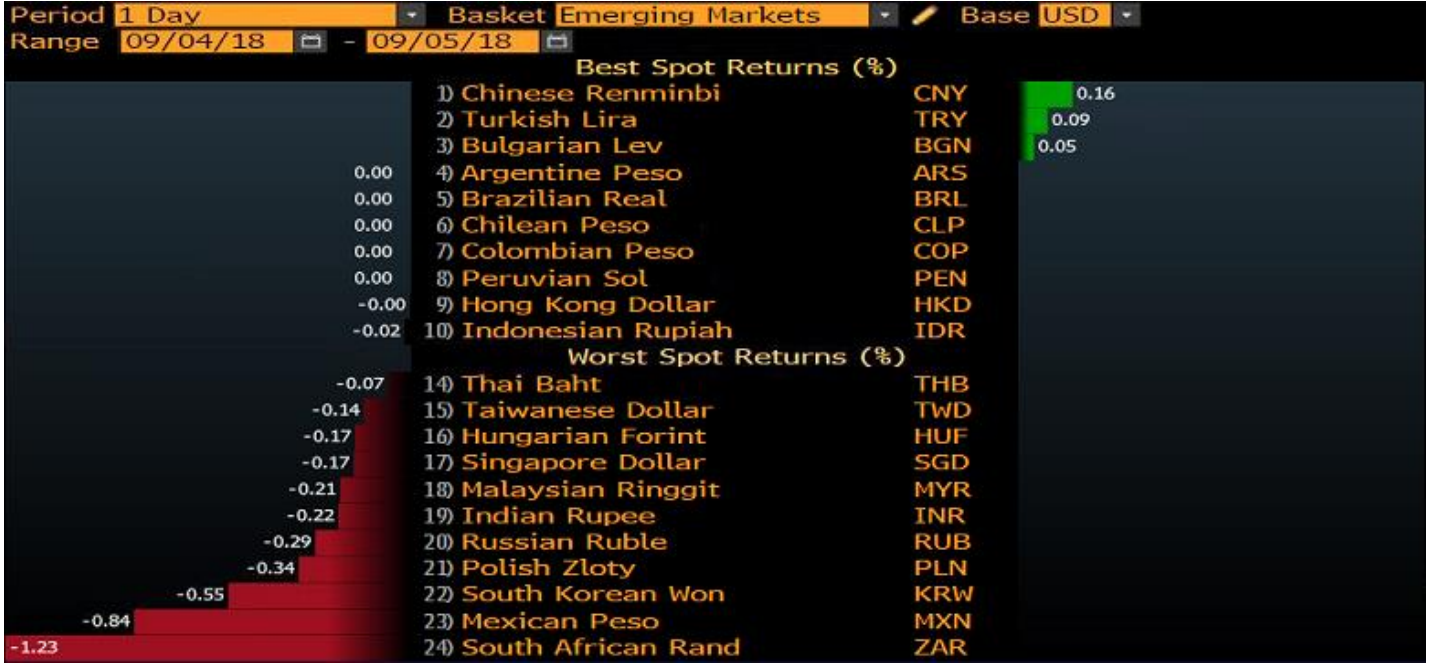 Period 1 Day Basket Emerging Markets Base USD
Range 09/04/18 - 09/05/18
Best Spot Returns (%)
1) Chinese Renminbi CNY 0.16
2) Turkish Lira TRY 0.09
3) Bulgarian Lev BGN 0.05
0.00 4) Argentine Peso ARS
0.00 5) Brazilian Real BRL
0.00 6) Chilean Peso CLP
0.00 7) Colombian Peso COP
0.00 8) Peruvian Sol PEN
-0.00 9) Hong Kong Dollar HKD
-0.02 10) Indonesian Rupiah IDR
Worst Spot Returns (%)
-0.07 14) Thai Baht THB
-0.14 15) Taiwanese Dollar TWD
-0.17 16) Hungarian Forint HUF
-0.17 17) Singapore Dollar SGD
-0.21 18) Malaysian Ringgit MYR
-0.22 19) Indian Rupee INR
-0.29 20) Russian Ruble RUB
-0.34 21) Polish Zloty PLN
-0.55 22) South Korean Won KRW
-0.84 23) Mexican Peso MXN
-1.23 24) South African Rand ZAR